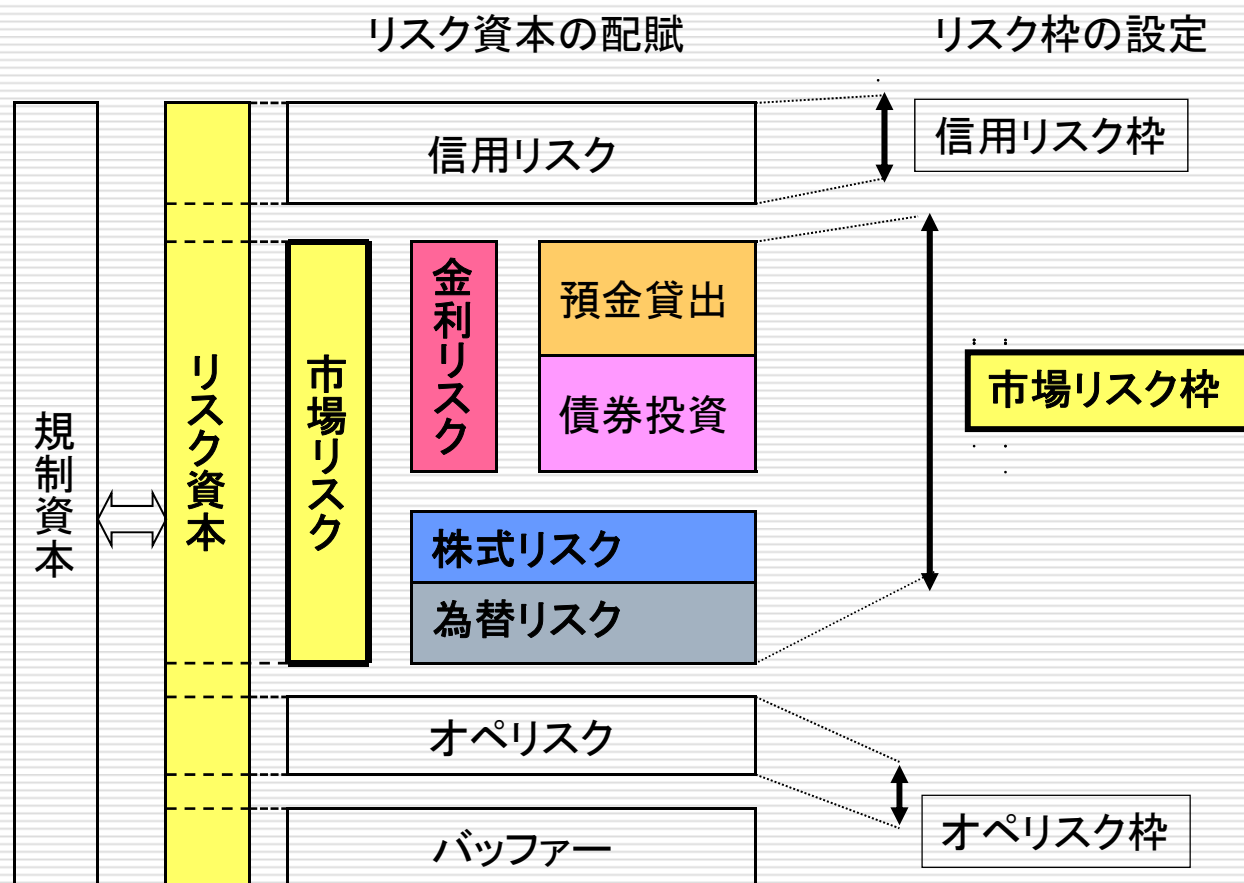 リスク資本の配賦
リスク枠の設定
規制資本
リスク資本
信用リスク
信用リスク枠
市場リスク
金利リスク
預金貸出
債券投資
株式リスク
為替リスク
市場リスク枠
オペリスク
オペリスク枠
バッファー